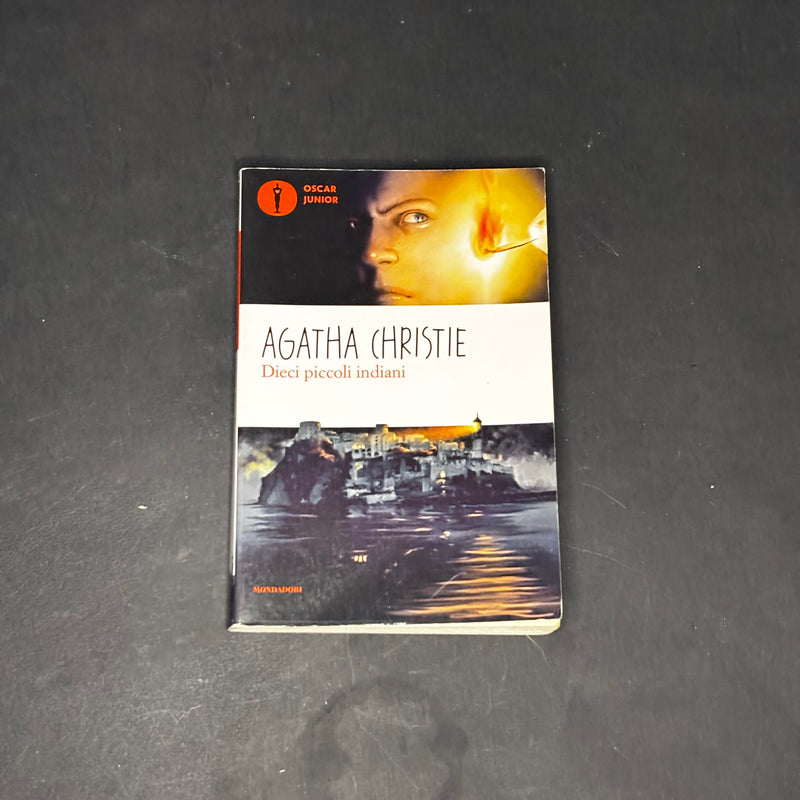 OSCAR
JUNIOR
AGATHA CHRISTIE
Dieci piccoli indiani
MONDADORI